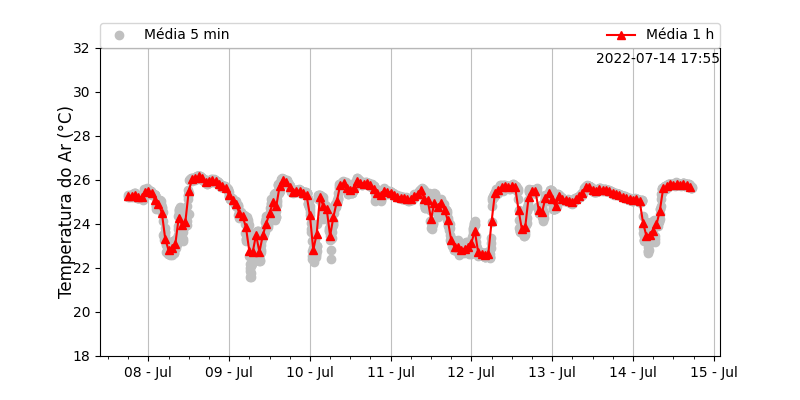 Média 5 min
Média 1 h
2022-07-14 17:55
Temperatura do Ar (°C)
32
30
28
26
24
22
20
18
08 - Jul
09 - Jul
10 - Jul
11 - Jul
12 - Jul
13 - Jul
14 - Jul
15 - Jul